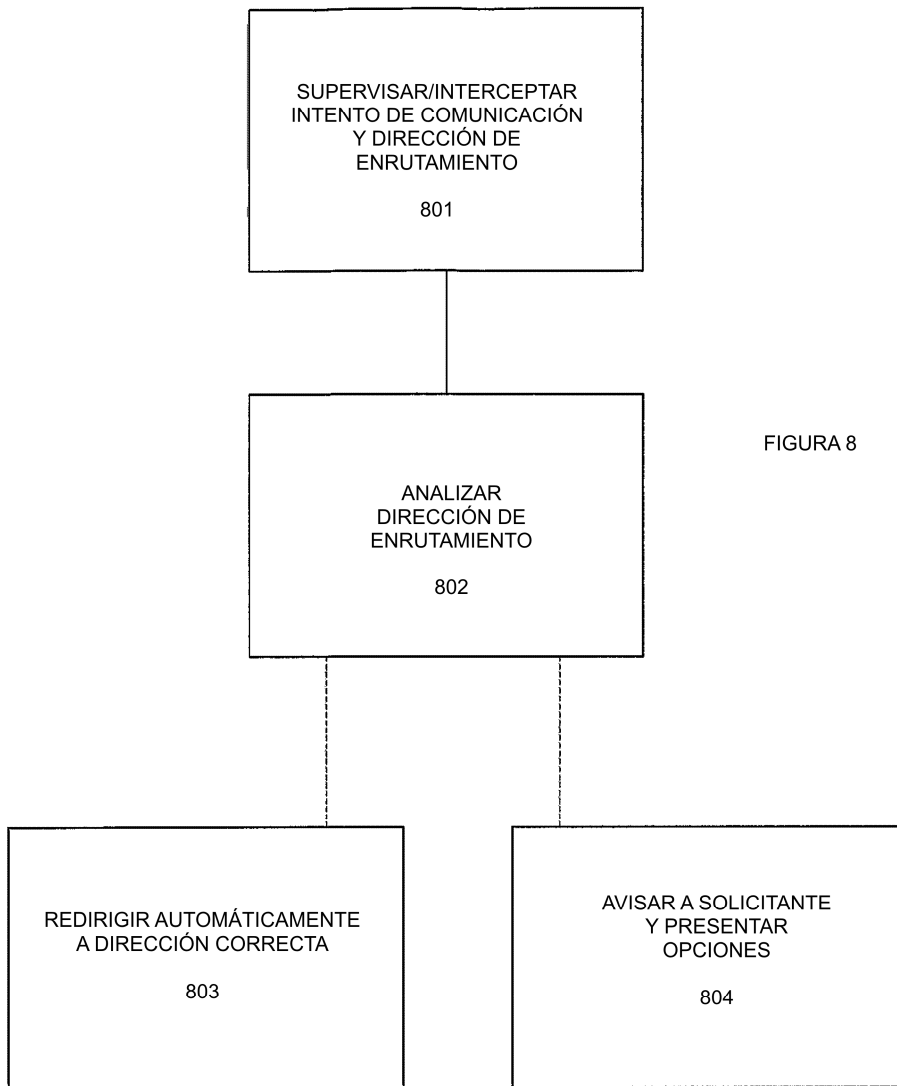 SUPERVISAR/INTERCEPTAR
INTENTO DE COMUNICACIÓN
Y DIRECCIÓN DE
ENRUTAMIENTO
801
ANALIZAR
DIRECCIÓN DE
ENRUTAMIENTO
802
FIGURA 8
REDIRIGIR AUTOMÁTICAMENTE
A DIRECCIÓN CORRECTA
803
AVISAR A SOLICITANTE
Y PRESENTAR
OPCIONES
804